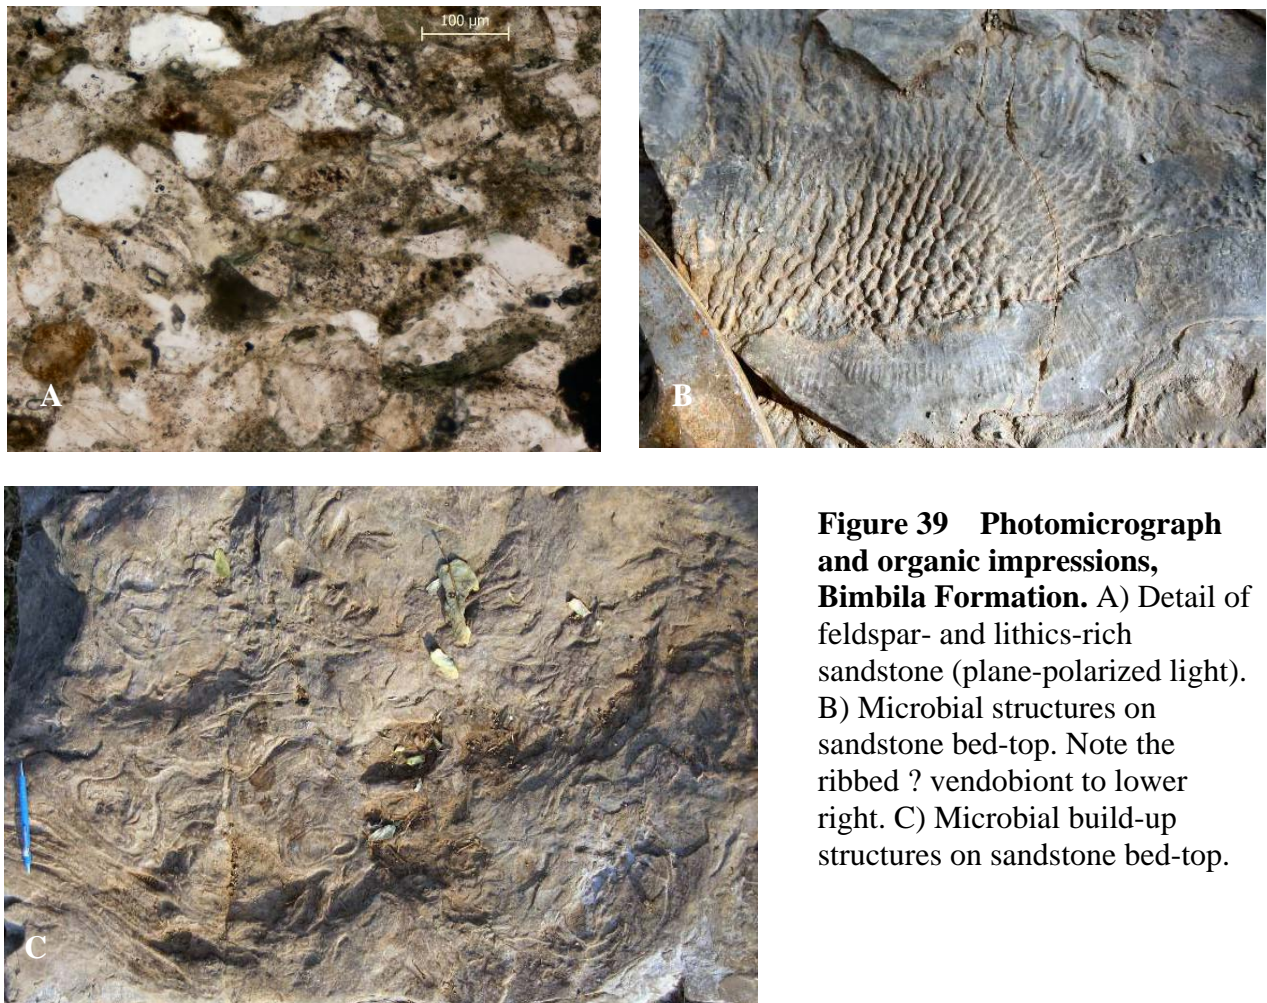 100 µm
A
B
C
Figure 39 Photomicrograph
and organic impressions,
Bimbila Formation. A) Detail of
feldspar- and lithics-rich
sandstone (plane-polarized light).
B) Microbial structures on
sandstone bed-top. Note the
ribbed ? vendobiont to lower
right. C) Microbial build-up
structures on sandstone bed-top.